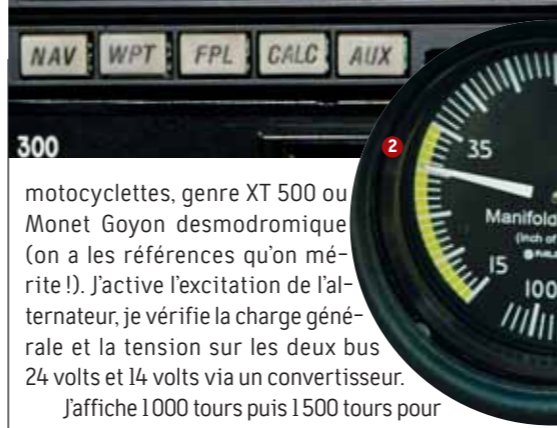 NAV WPT FPL CALC AUX
300
2
35
Manifold
(Inch of
15
100
motocyclettes, genre XT 500 ou
Monet Goyon desmodromique
(on a les références qu'on mé-
rite !). J'active l'excitation de l'al-
ternateur, je vérifie la charge géné-
rale et la tension sur les deux bus
24 volts et 14 volts via un convertisseur.
J'affiche 1 000 tours puis 1 500 tours pour